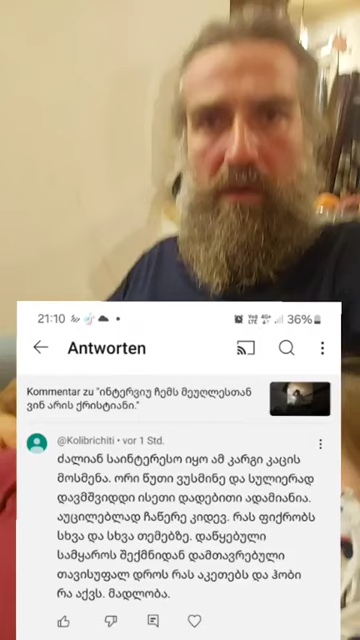 21:10
36%
Antworten
Kommentar zu "ინტერვიუ ჩემს მეუღლესთან
ვინ არის ქრისტიანი."
@Kolibrichiti • vor 1 Std.
ძალიან საინტერესო იყო ამ კარგი კაცის
მოსმენა. ორი წუთი ვუსმინე და სულიერად
დავმშვიდდი ისეთი დადებითი ადამიანია.
აუცილებლად ჩაწერე კიდევ. რას ფიქრობს
სხვა და სხვა თემებზე. დაწყებული
სამყაროს შექმნიდან დამთავრებული
თავისუფალ დროს რას აკეთებს და ჰობი
რა აქვს. მადლობა.